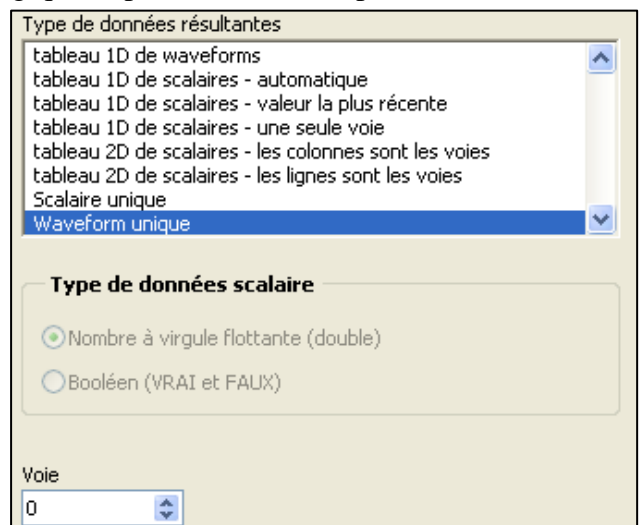 Type de données résultantes
tableau 1D de waveforms
tableau 1D de scalaires - automatique
tableau 1D de scalaires - valeur la plus récente
tableau 1D de scalaires - une seule voie
tableau 2D de scalaires - les colonnes sont les voies
tableau 2D de scalaires - les lignes sont les voies
Scalaire unique
Waveform unique
Type de données scalaire
Nombre à virgule flottante (double)
Booléen (VRAI et FAUX)
Voie
0